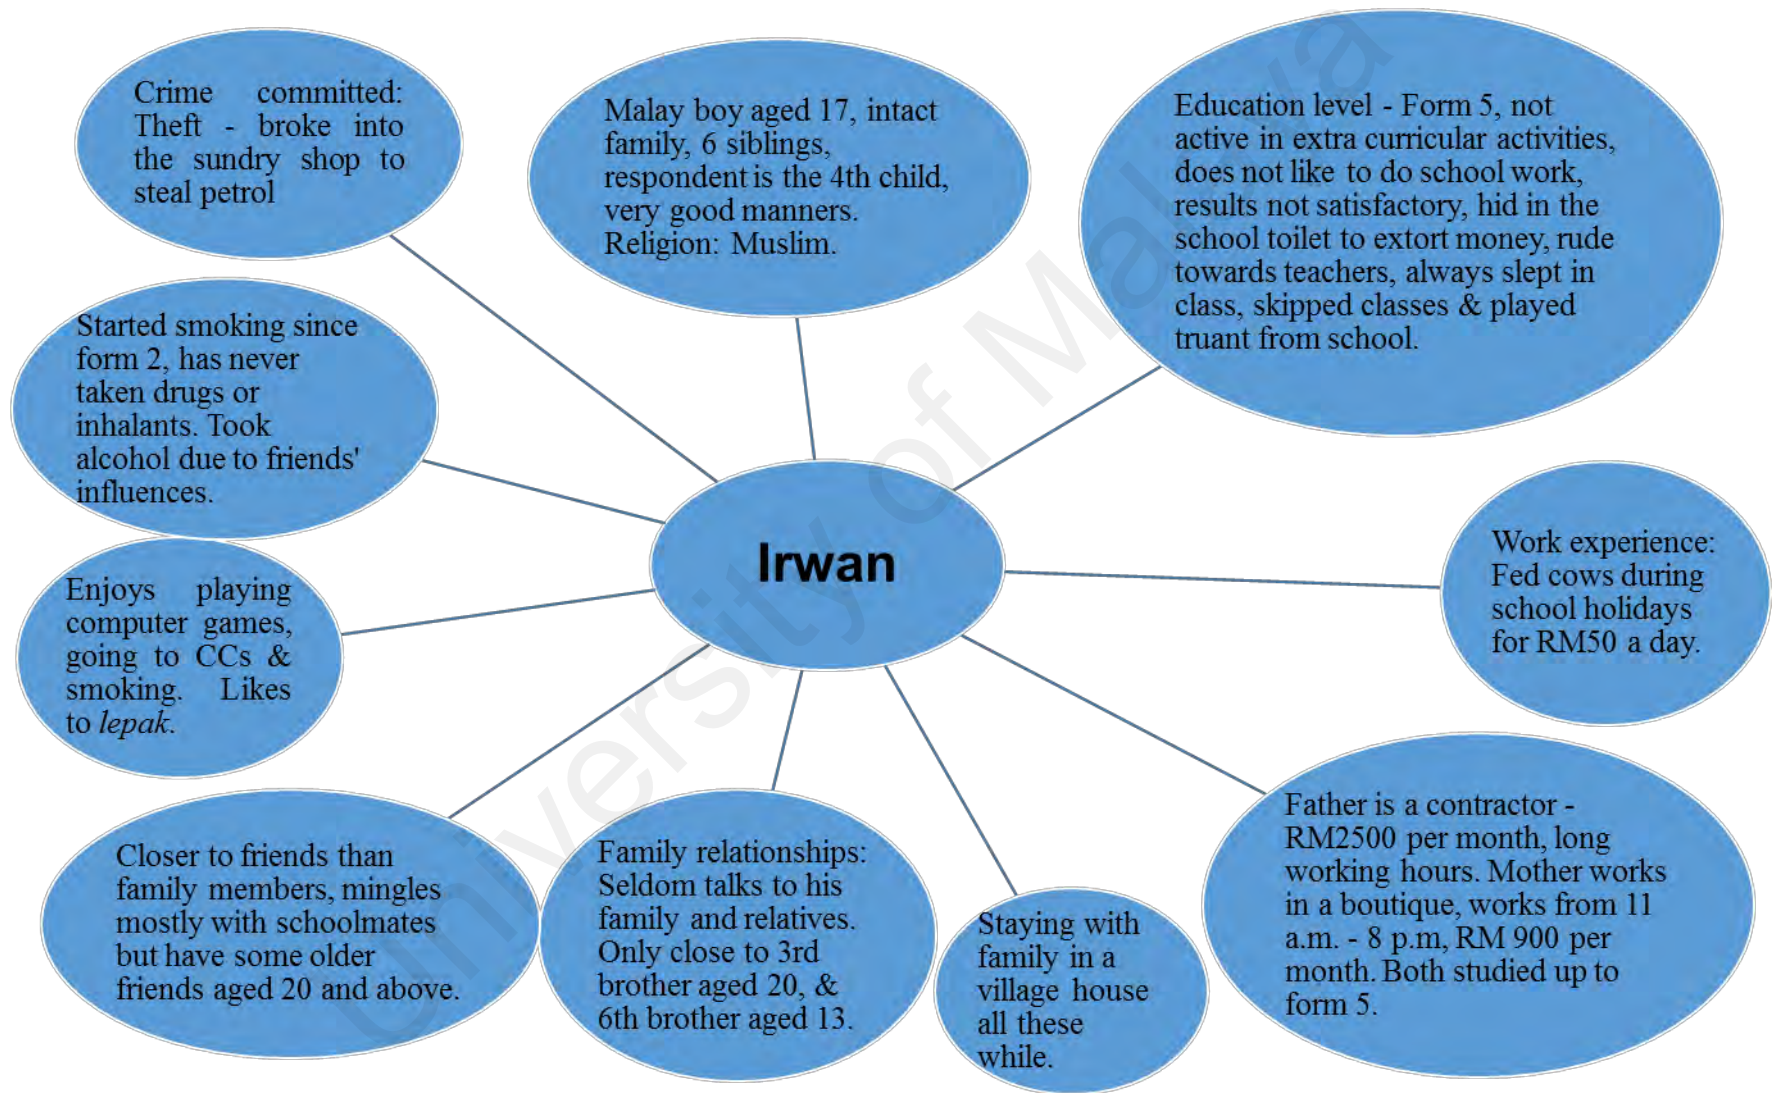 Crime committed:
Theft - broke into
the sundry shop to
steal petrol
Malay boy aged 17, intact
family, 6 siblings,
respondent is the 4th child,
very good manners.
Religion: Muslim.
Education level - Form 5, not
active in extra curricular activities,
does not like to do school work,
results not satisfactory, hid in the
school toilet to extort money, rude
towards teachers, always slept in
class, skipped classes & played
truant from school.
Started smoking since
form 2, has never
taken drugs or
inhalants. Took
alcohol due to friends'
influences.
Irwan
Work experience:
Fed cows during
school holidays
for RM50 a day.
Enjoys playing
computer games,
going to CCs &
smoking. Likes
to lepak.
Closer to friends than
family members, mingles
mostly with schoolmates
but have some older
friends aged 20 and above.
Family relationships:
Seldom talks to his
family and relatives.
Only close to 3rd
brother aged 20, &
6th brother aged 13.
Staying with
family in a
village house
all these
while.
Father is a contractor -
RM2500 per month, long
working hours. Mother works
in a boutique, works from 11
a.m. - 8 p.m, RM 900 per
month. Both studied up to
form 5.
University of Malaya